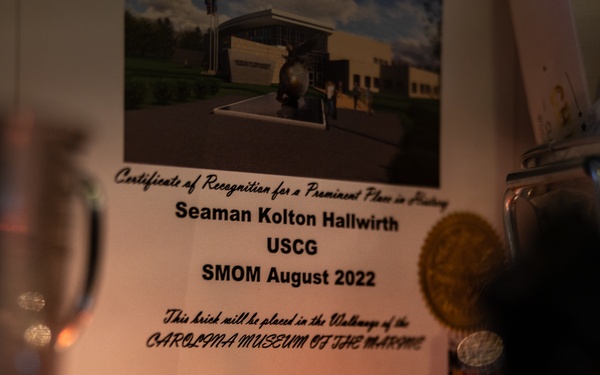 Certificate of Recognition for a Prominent Place in History
Seaman Kolton Hallwirth
USCG
SMOM August 2022
This brick will be placed in the Walkways of the
CAROLINA MUSEUM OF THE MARINE